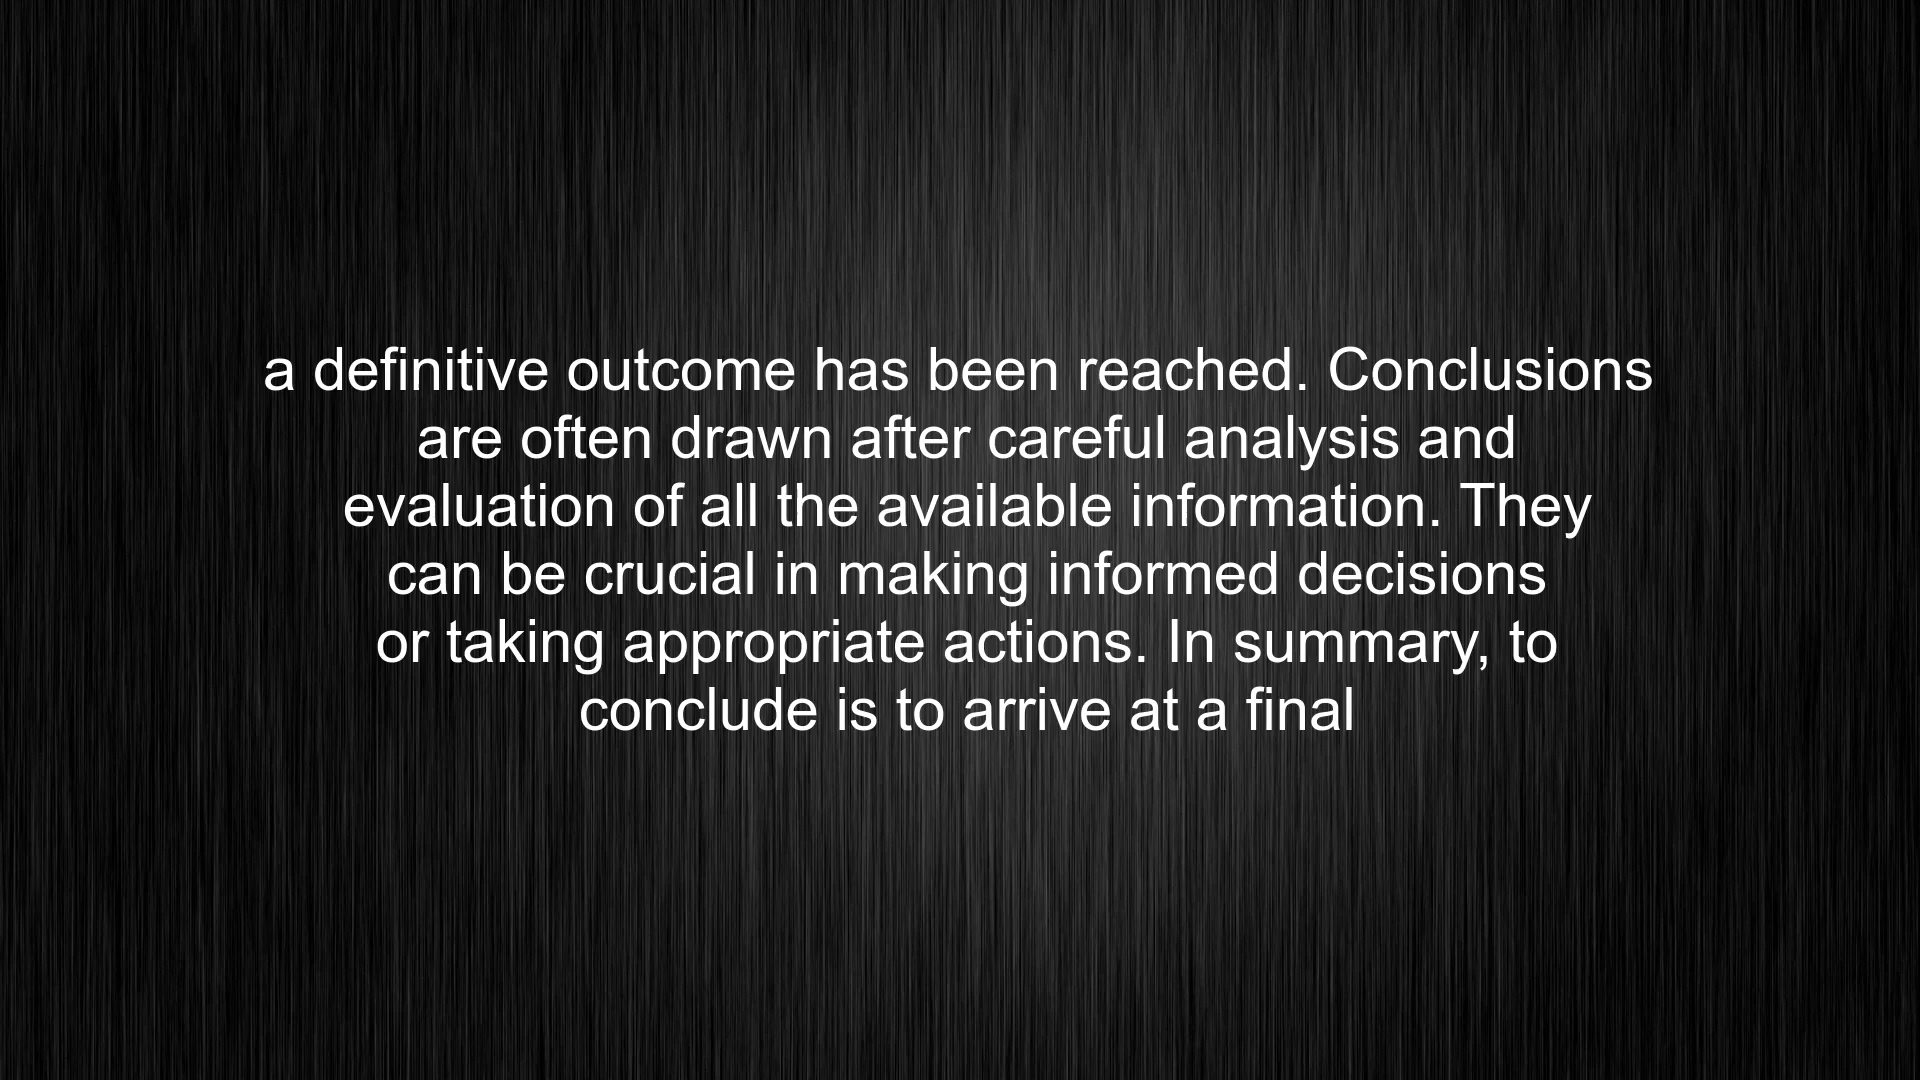 a definitive outcome has been reached. Conclusions
are often drawn after careful analysis and
evaluation of all the available information. They
can be crucial in making informed decisions
or taking appropriate actions. In summary, to
conclude is to arrive at a final